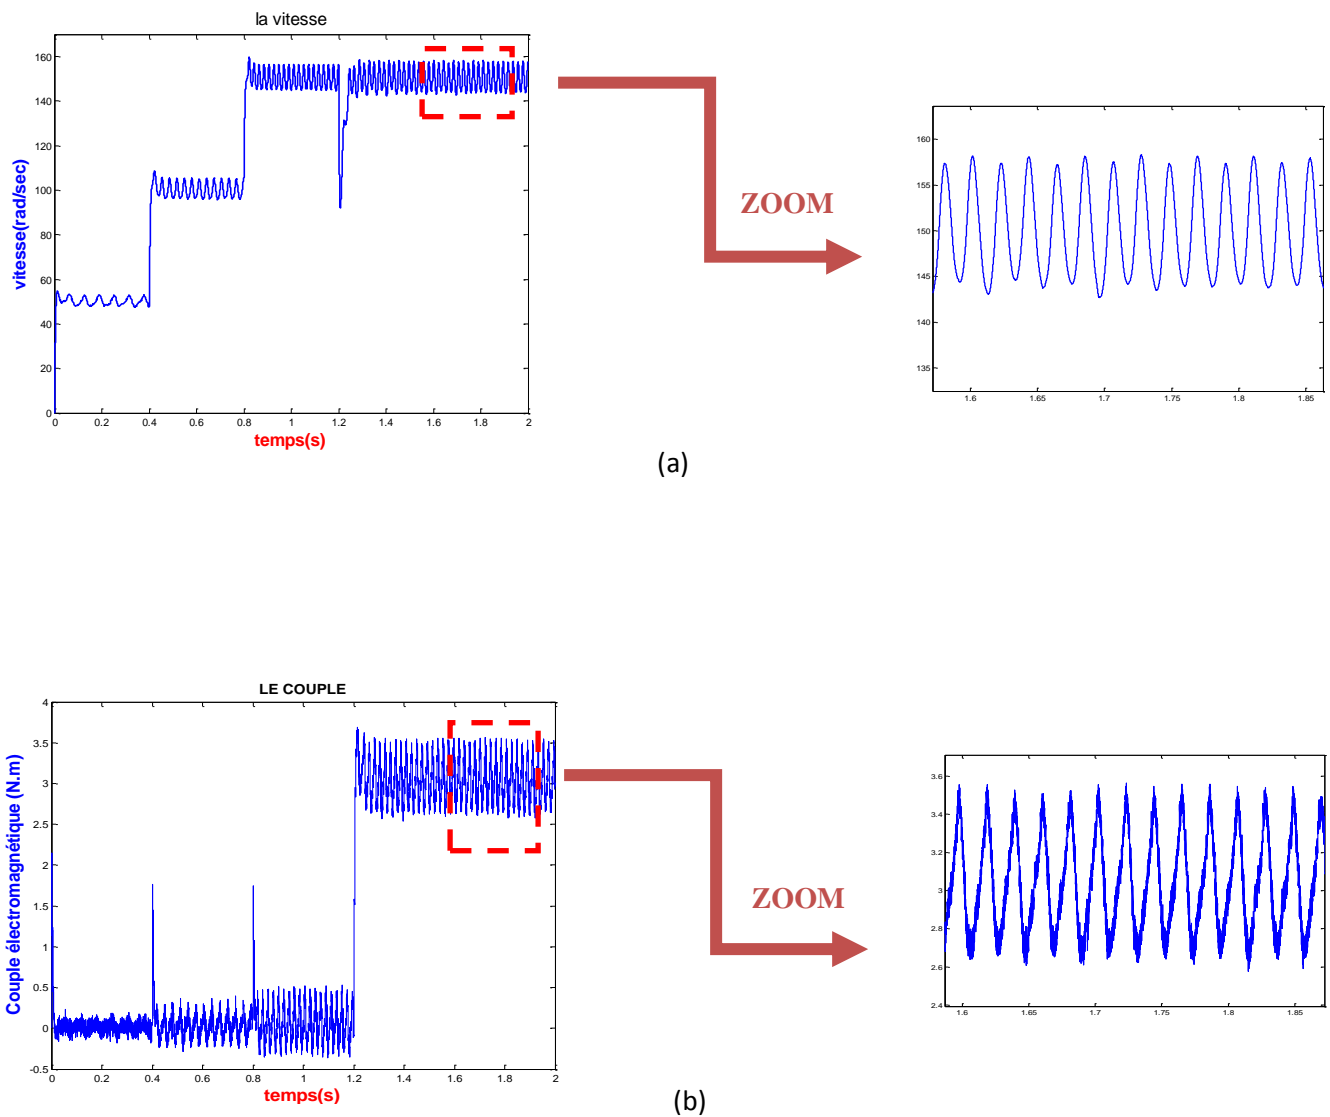 la vitesse
160
140
120
100
80
60
40
20
0
vitesse(rad/sec)
0 0.2 0.4 0.6 0.8 1 1.2 1.4 1.6 1.8 2
temps(s)
ZOOM
160
155
150
145
140
135
1.6 1.65 1.7 1.75 1.8 1.85
(a)
LE COUPLE
4
3.5
3
2.5
2
1.5
1
0.5
0
-0.5
Couple électromagnétique (N.m)
0 0.2 0.4 0.6 0.8 1 1.2 1.4 1.6 1.8 2
temps(s)
ZOOM
3.6
3.4
3.2
3
2.8
2.6
2.4
1.6 1.65 1.7 1.75 1.8 1.85
(b)